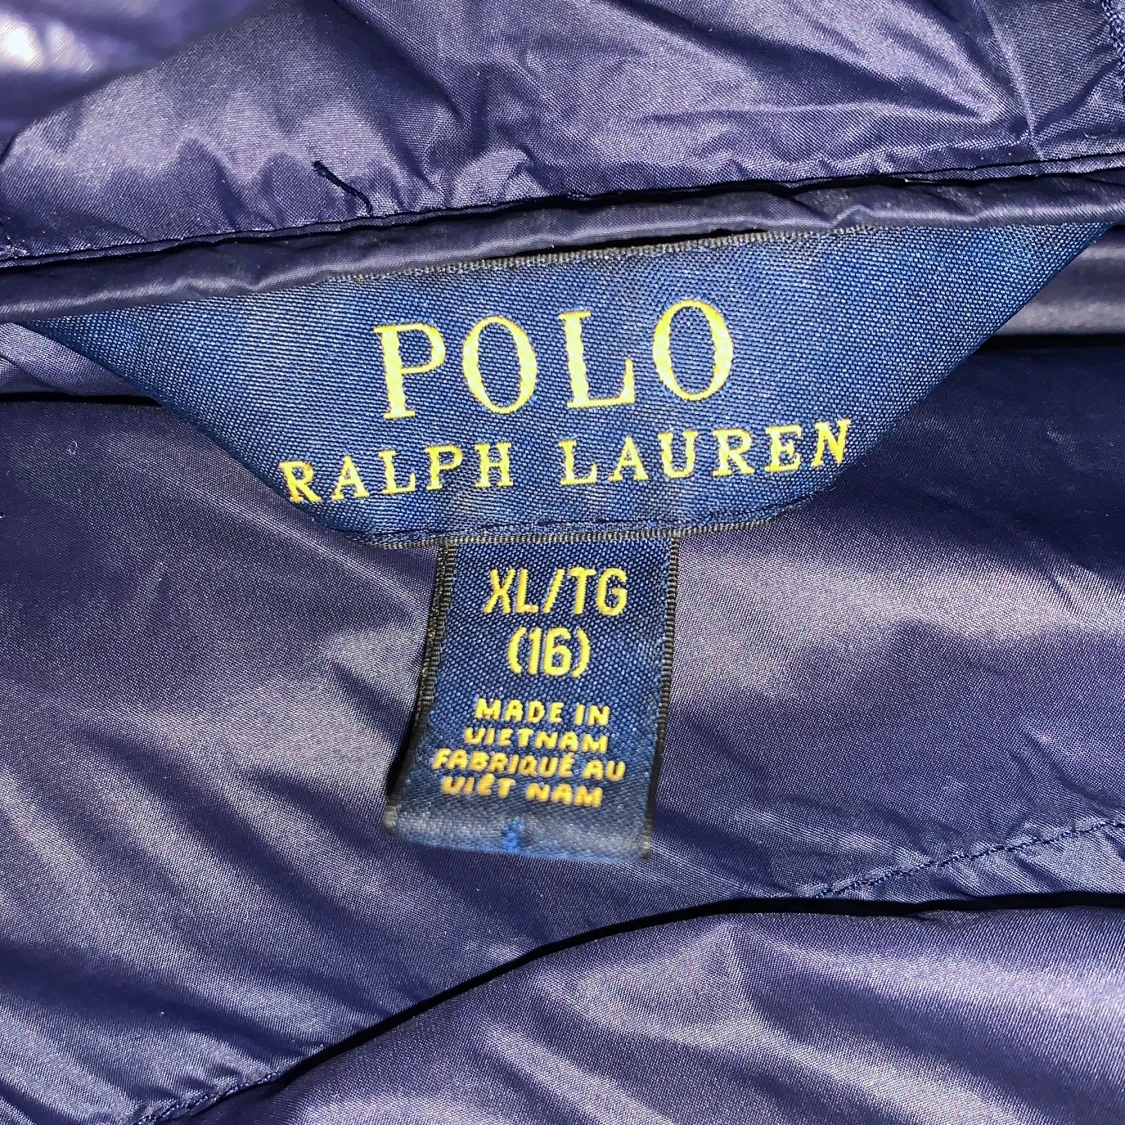 POLO
RALPH LAUREN
XL/TG
(16)
MADE IN
VIETNAM
FABRIQUÉ AU
VIÊT NAM